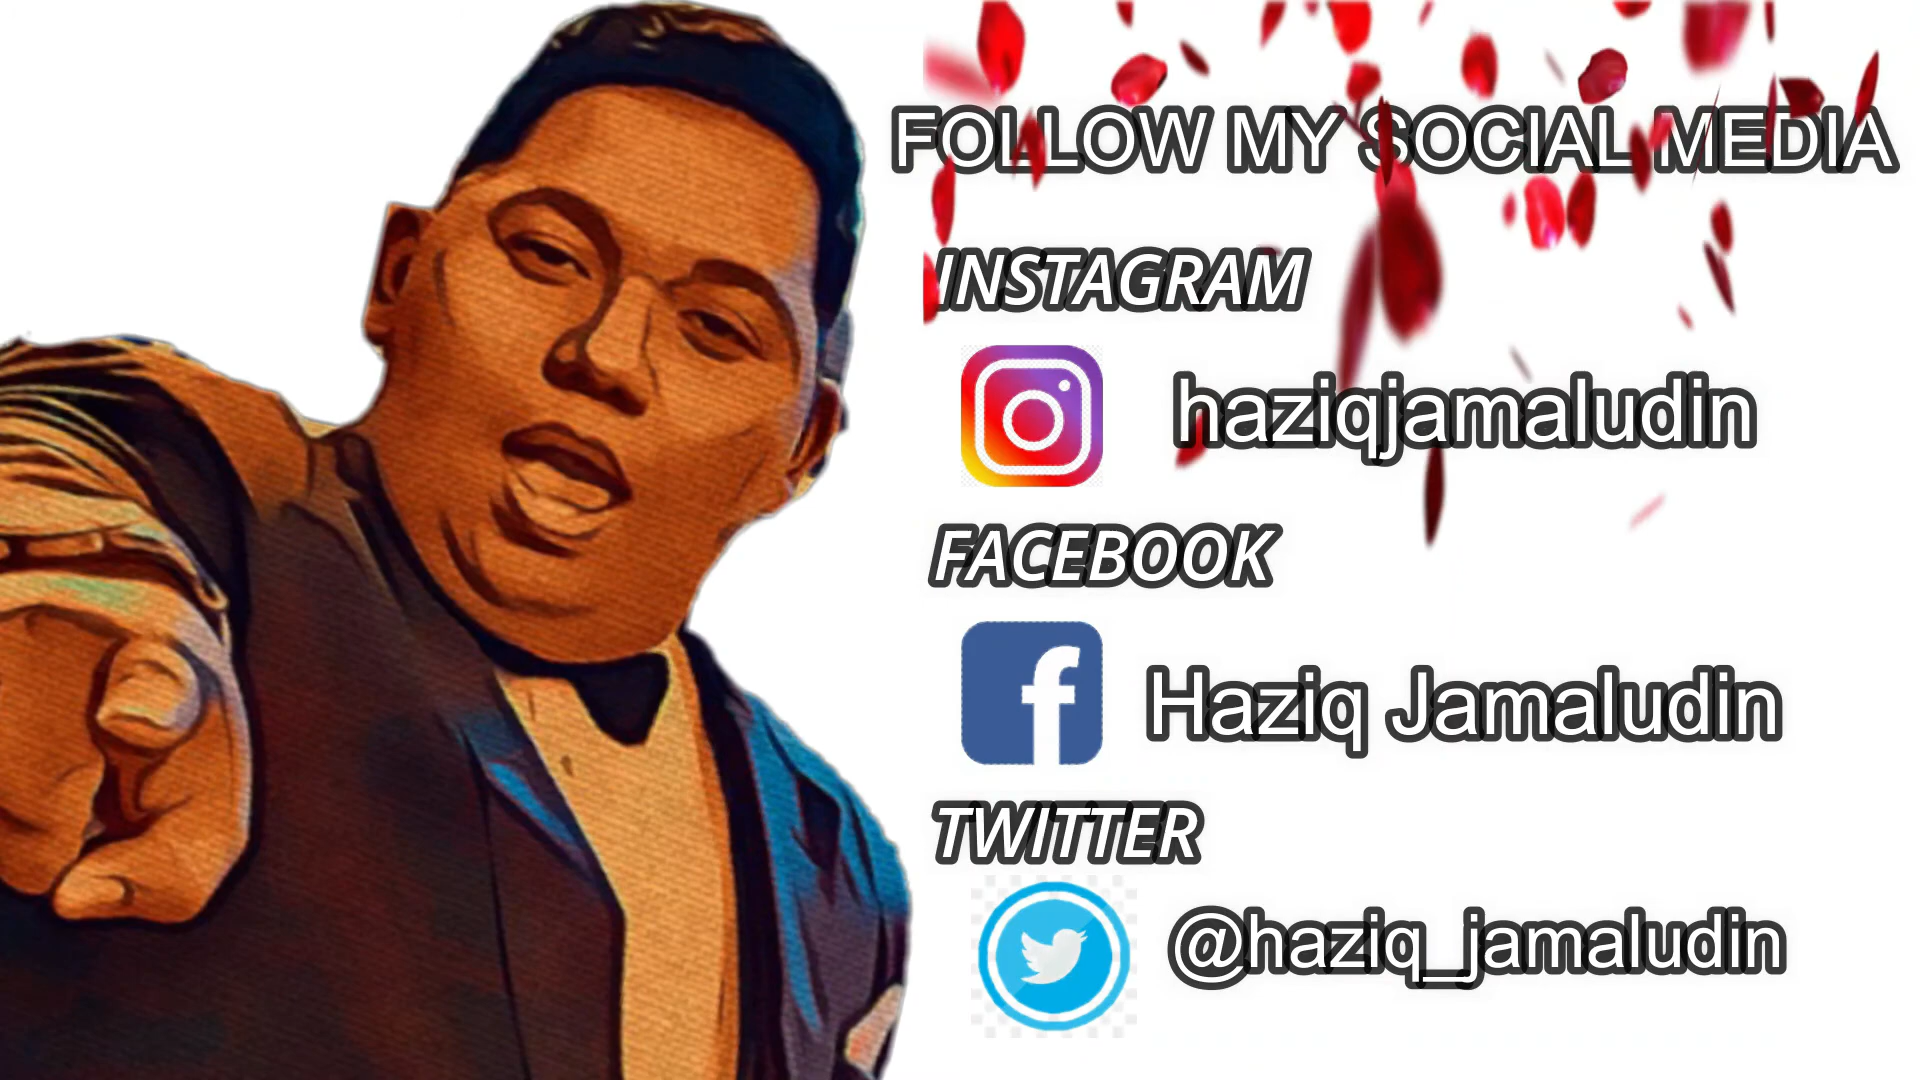 FOLLOW MY SOCIAL MEDIA
INSTAGRAM
haziqjamaludin
FACEBOOK
Haziq Jamaludin
TWITTER
@haziq_jamaludin